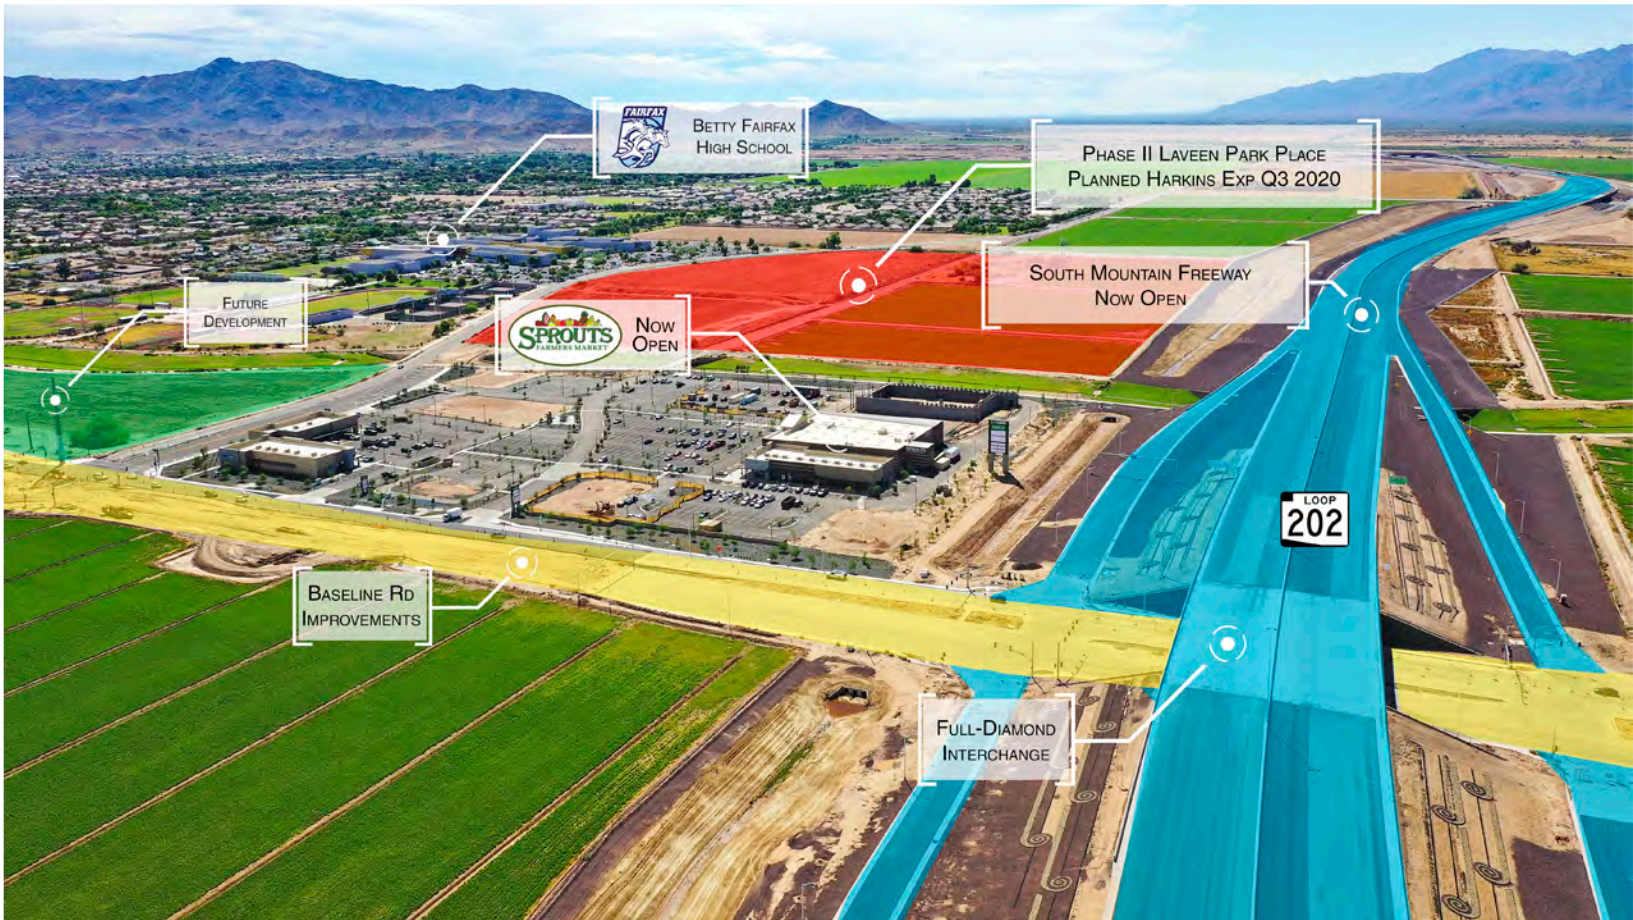 FAIRFAX
BETTY FAIRFAX
HIGH SCHOOL
PHASE II LAVEEN PARK PLACE
PLANNED HARKINS EXP Q3 2020
SOUTH MOUNTAIN FREEWAY
NOW OPEN
FUTURE
DEVELOPMENT
SPROUTS
FARMERS MARKET
NOW
OPEN
LOOP
202
BASELINE RD
IMPROVEMENTS
FULL-DIAMOND
INTERCHANGE